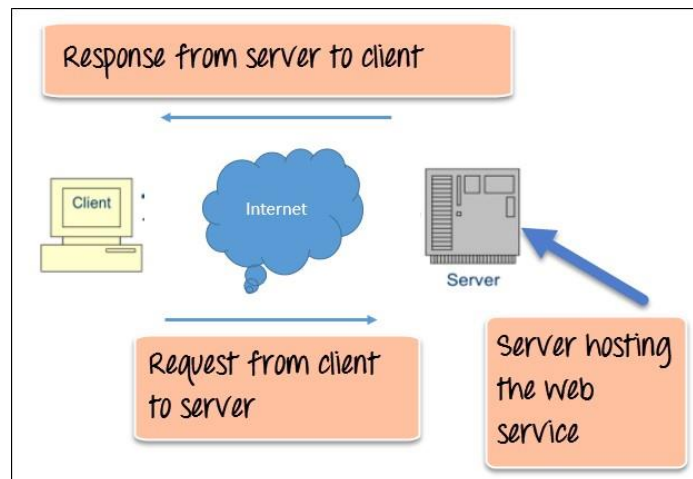 Response from server to client
Client
Internet
Server
Request from client
to server
Server hosting
the web
service